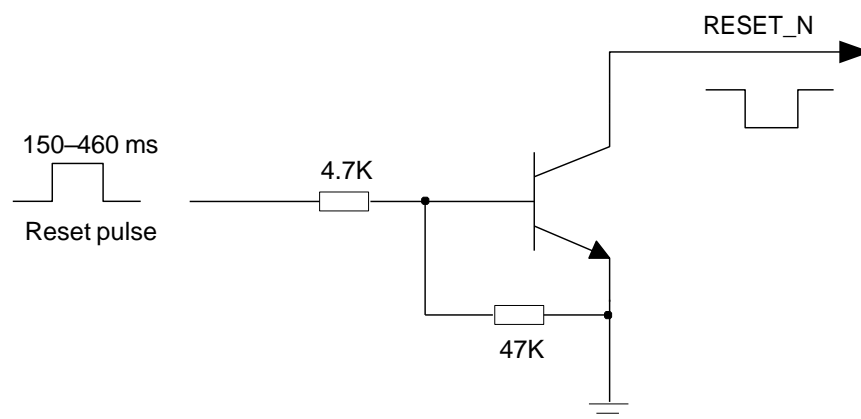 RESET_N
150–460 ms
4.7K
Reset pulse
47K